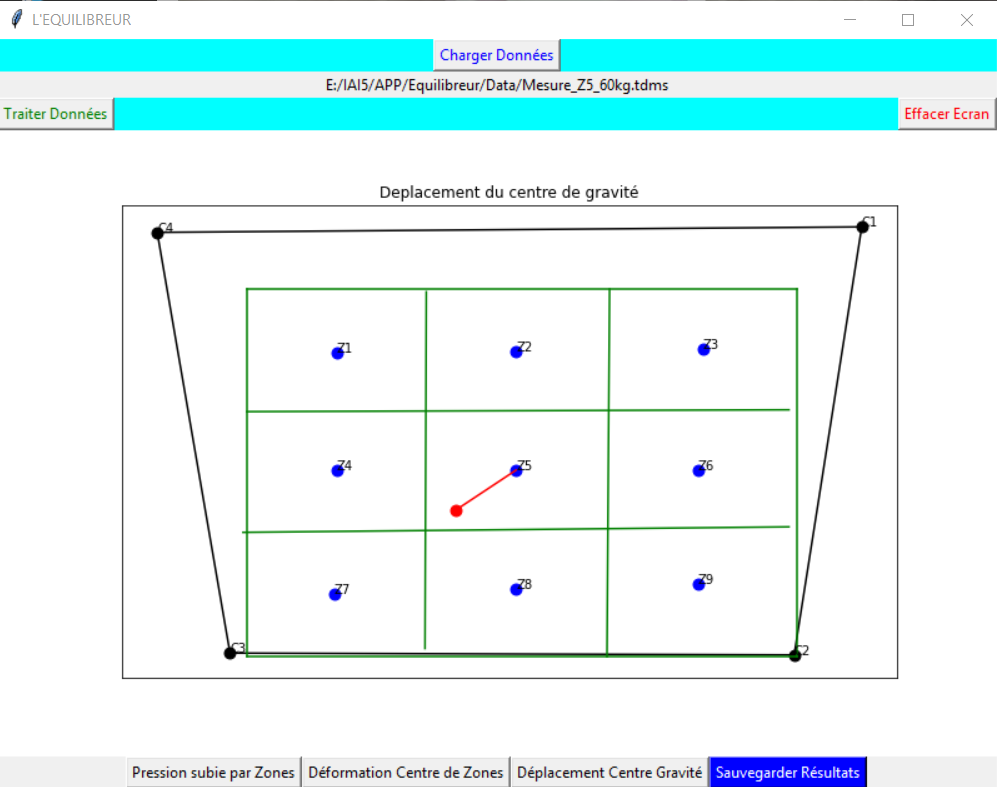 L'EQUILIBREUR
Charger Données
E:/IAI5/APP/Equilibreur/Data/Mesure_Z5_60kg.tdms
Traiter Données
Effacer Ecran
Deplacement du centre de gravité
C4
C1
Z1
Z2
Z3
Z4
Z5
Z6
Z7
Z8
Z9
C3
C2
Pression subie par Zones
Déformation Centre de Zones
Déplacement Centre Gravité
Sauvegarder Résultats